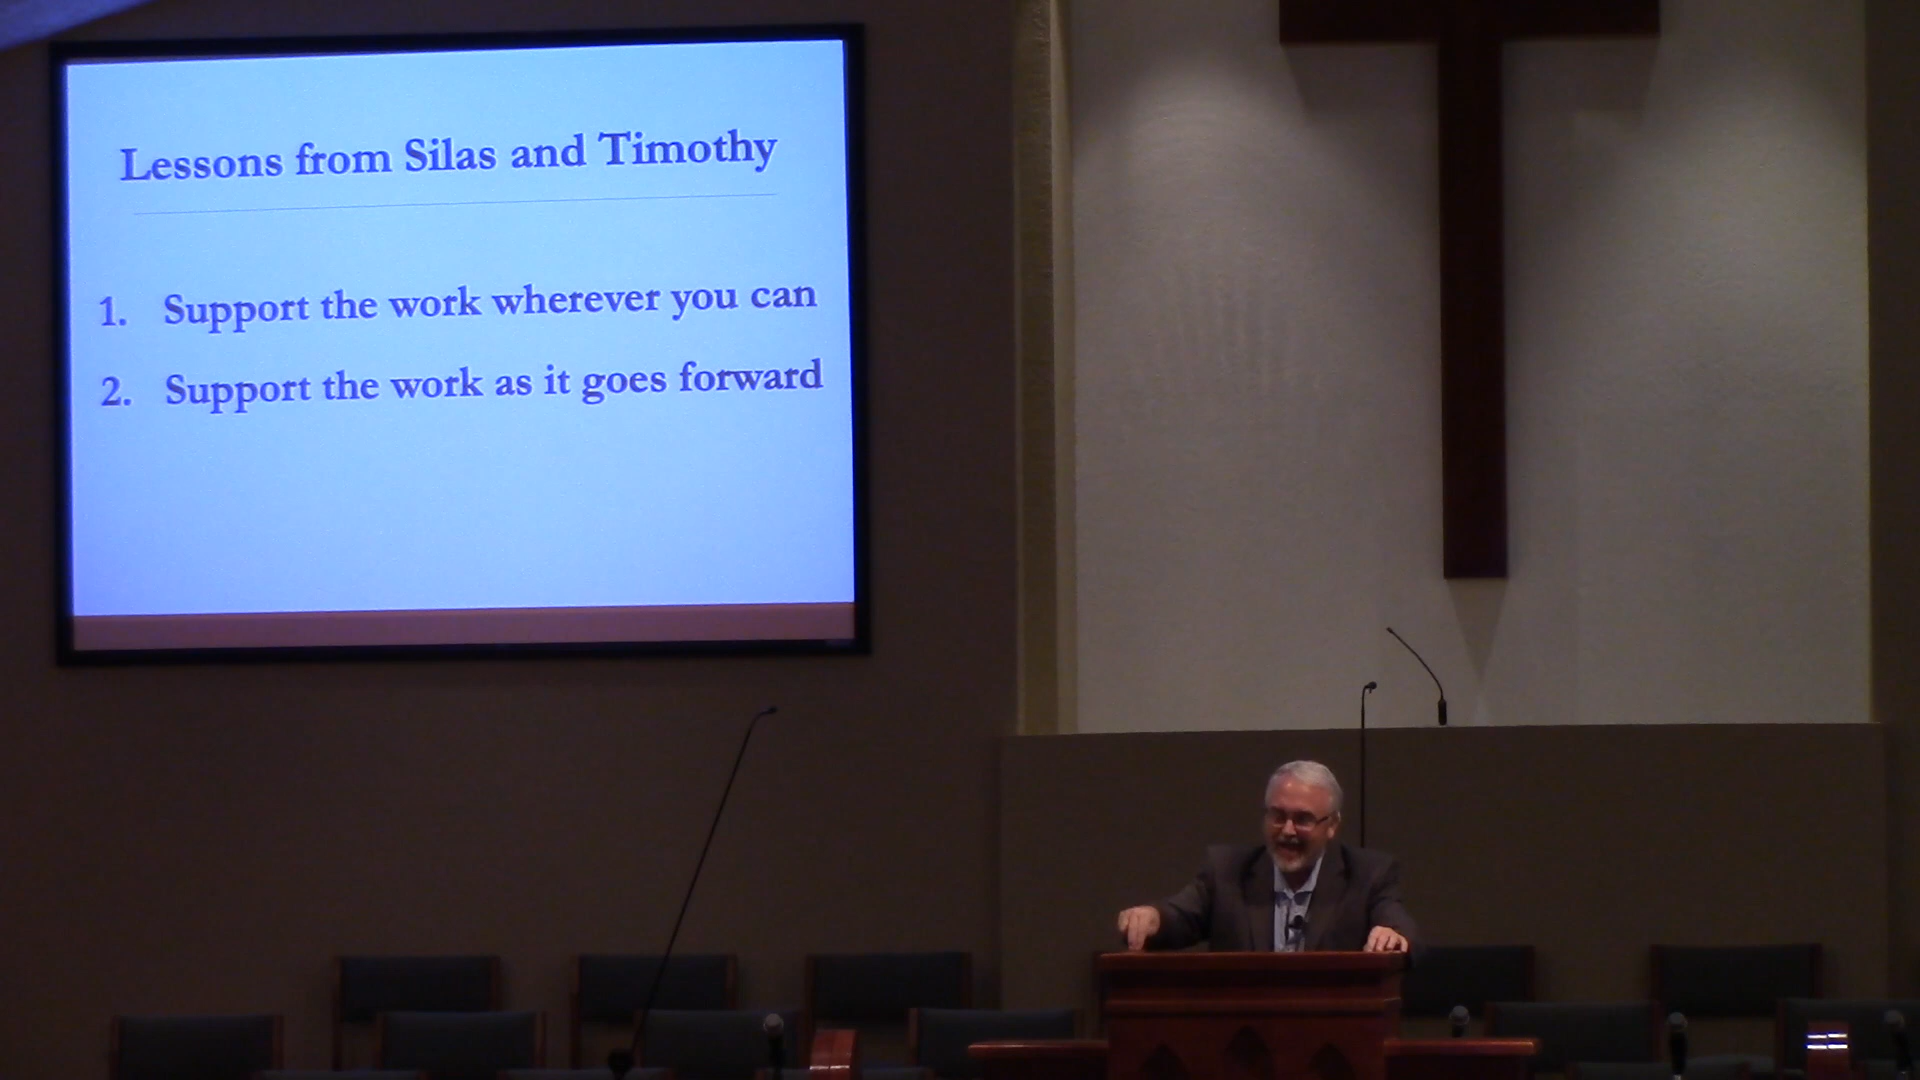 Lessons from Silas and Timothy
1. Support the work wherever you can
2. Support the work as it goes forward